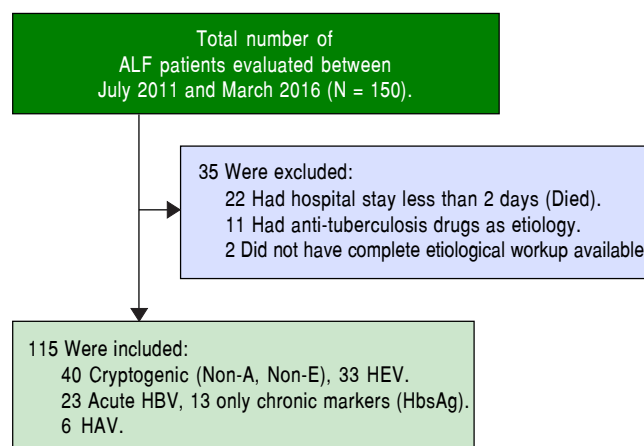 Total number of
ALF patients evaluated between
July 2011 and March 2016 (N = 150).
35 Were excluded:
22 Had hospital stay less than 2 days (Died).
11 Had anti-tuberculosis drugs as etiology.
2 Did not have complete etiological workup available
115 Were included:
40 Cryptogenic (Non-A, Non-E), 33 HEV.
23 Acute HBV, 13 only chronic markers (HbsAg).
6 HAV.